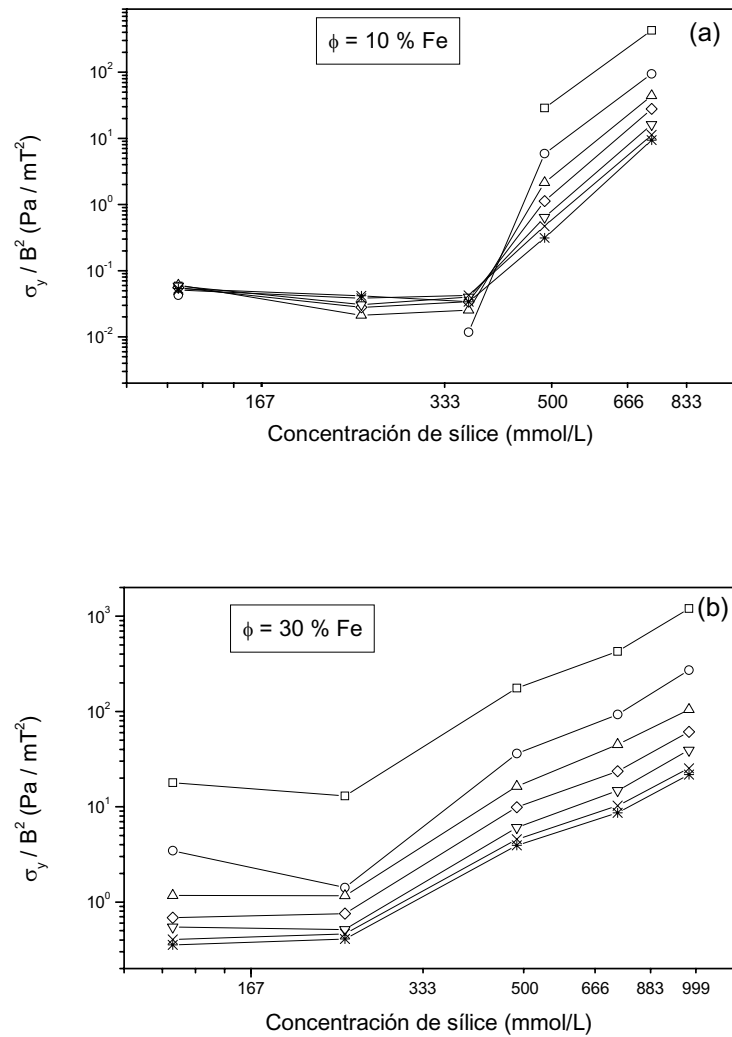 ϕ = 10 % Fe
(a)
10²
10¹
10⁰
10⁻¹
10⁻²
σy / B² (Pa / mT²)
167 333 500 666 833
Concentración de sílice (mmol/L)
ϕ = 30 % Fe
(b)
10³
10²
10¹
10⁰
σy / B² (Pa / mT²)
167 333 500 666 883 999
Concentración de sílice (mmol/L)